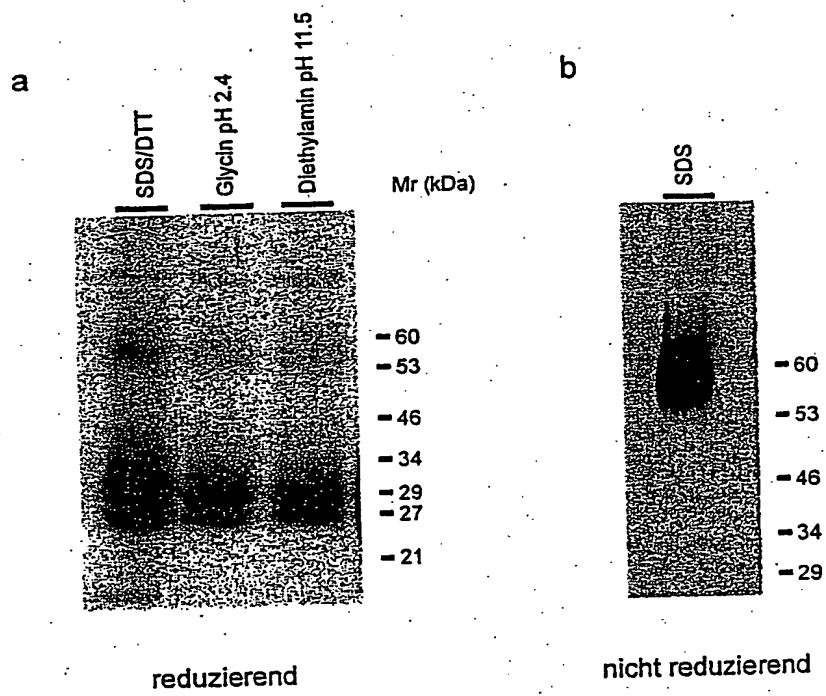 a
SDS/DTT
Glycin pH 2.4
Diethylamin pH 11.5
Mr (kDa)
60
53
46
34
29
27
21
reduzierend
b
SDS
60
53
46
34
29
nicht reduzierend